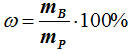 ω = m_B / m_P · 100%